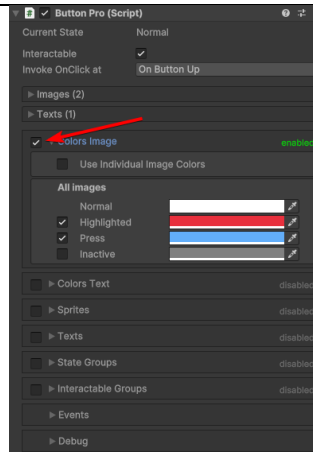 # Button Pro (Script)
Current State Normal
Interactable
Invoke OnClick at On Button Up
Images (2)
Texts (1)
Colors Image enabled
Use Individual Image Colors
All images
Normal
Highlighted
Press
Inactive
Colors Text disabled
Sprites disabled
Texts disabled
State Groups disabled
Interactable Groups disabled
Events
Debug